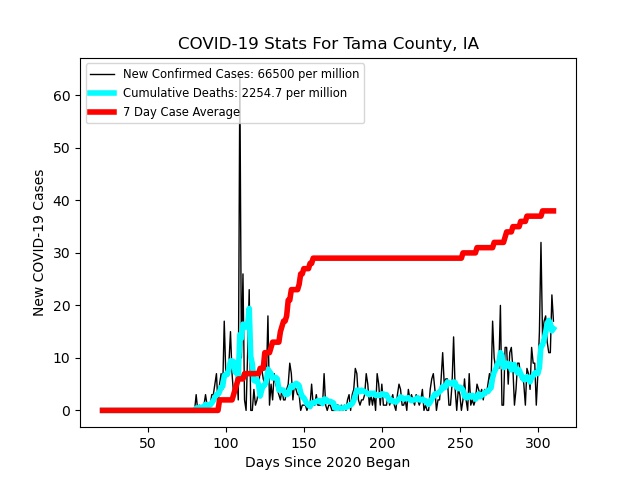 COVID-19 Stats For Tama County, IA
New Confirmed Cases: 66500 per million
Cumulative Deaths: 2254.7 per million
7 Day Case Average
New COVID-19 Cases
60
50
40
30
20
10
0
50 100 150 200 250 300
Days Since 2020 Began